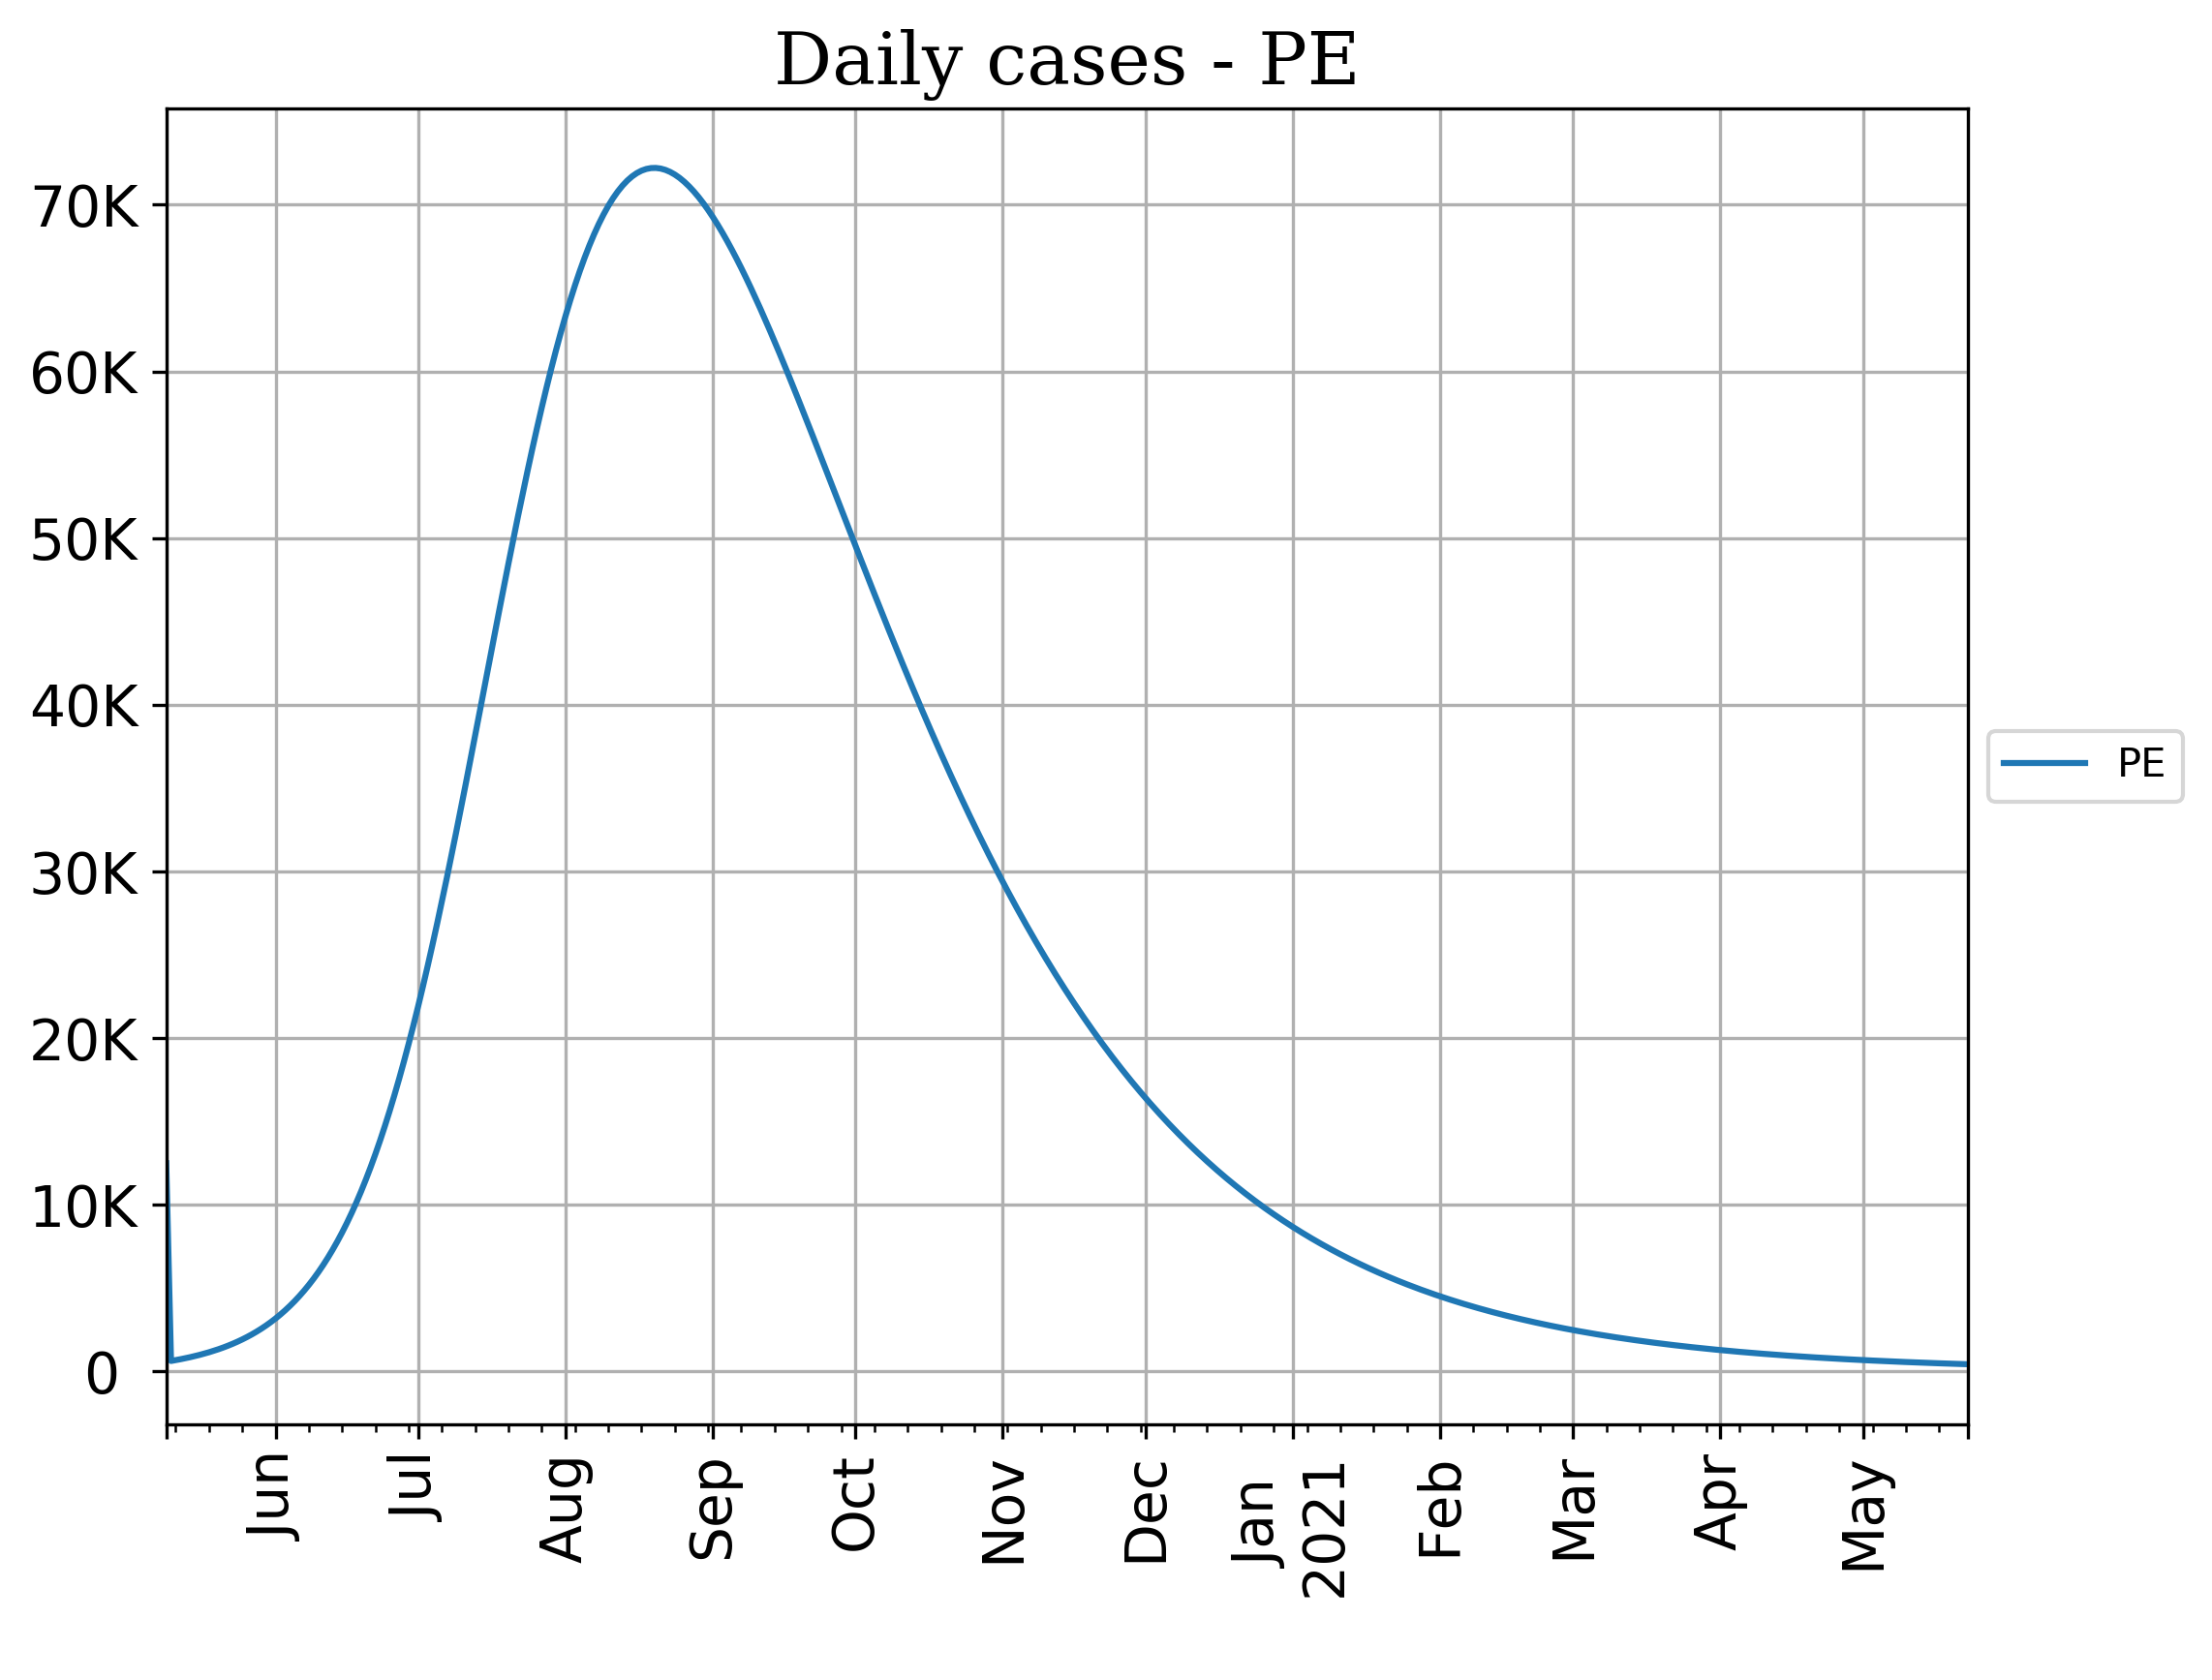 Daily cases - PE
70K
60K
50K
40K
30K
20K
10K
0
PE
Jun
Jul
Aug
Sep
Oct
Nov
Dec
Jan
2021
Feb
Mar
Apr
May